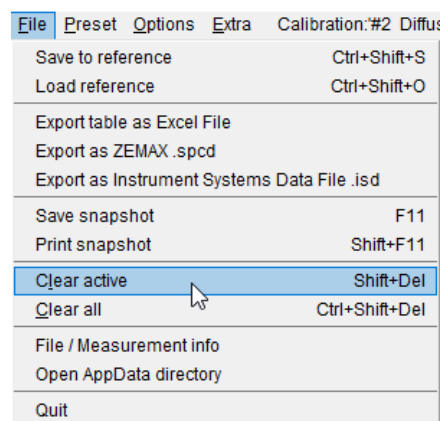 File Preset Options Extra Calibration:'#2 Diffus
Save to reference Ctrl+Shift+S
Load reference Ctrl+Shift+O
Export table as Excel File
Export as ZEMAX .spcd
Export as Instrument Systems Data File .isd
Save snapshot F11
Print snapshot Shift+F11
Clear active Shift+Del
Clear all Ctrl+Shift+Del
File / Measurement info
Open AppData directory
Quit